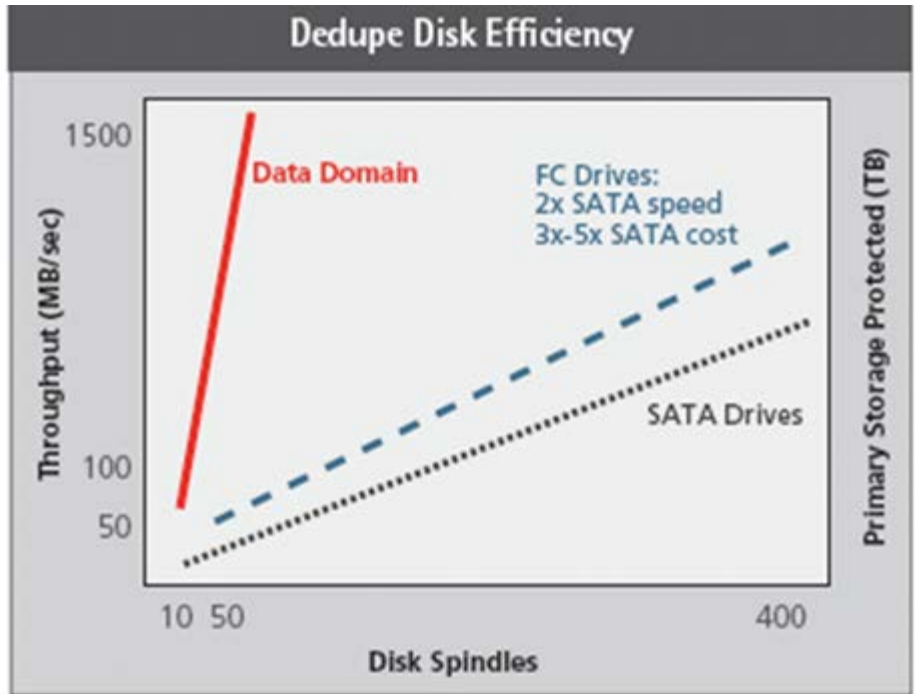 Dedupe Disk Efficiency
1500
100
50
Throughput (MB/sec)
Data Domain
FC Drives:
2x SATA speed
3x-5x SATA cost
SATA Drives
Primary Storage Protected (TB)
10 50
400
Disk Spindles